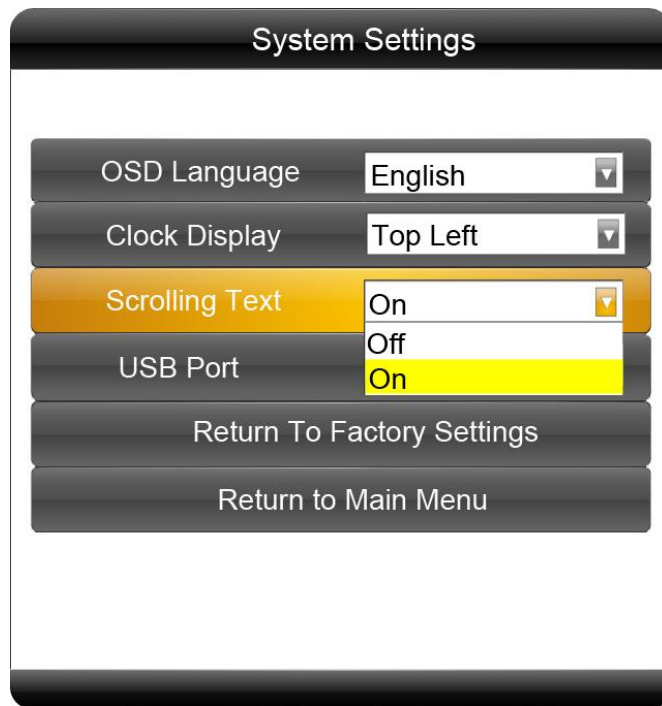 System Settings
OSD Language English
Clock Display Top Left
Scrolling Text On
Off
USB Port On
Return To Factory Settings
Return to Main Menu